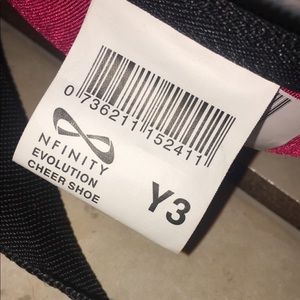 0 736211 152411
NFINITY
EVOLUTION
CHEER SHOE
Y3